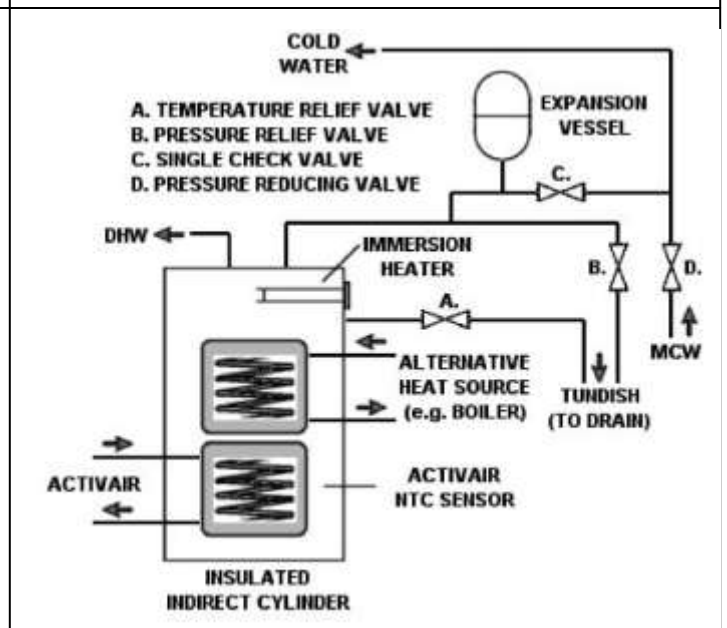 COLD
WATER
A. TEMPERATURE RELIEF VALVE
B. PRESSURE RELIEF VALVE
C. SINGLE CHECK VALVE
D. PRESSURE REDUCING VALVE
EXPANSION
VESSEL
C.
DHW
IMMERSION
HEATER
B.
D.
A.
MCW
ALTERNATIVE
HEAT SOURCE
(e.g. BOILER)
TUNDISH
(TO DRAIN)
ACTIVAIR
ACTIVAIR
NTC SENSOR
INSULATED
INDIRECT CYLINDER